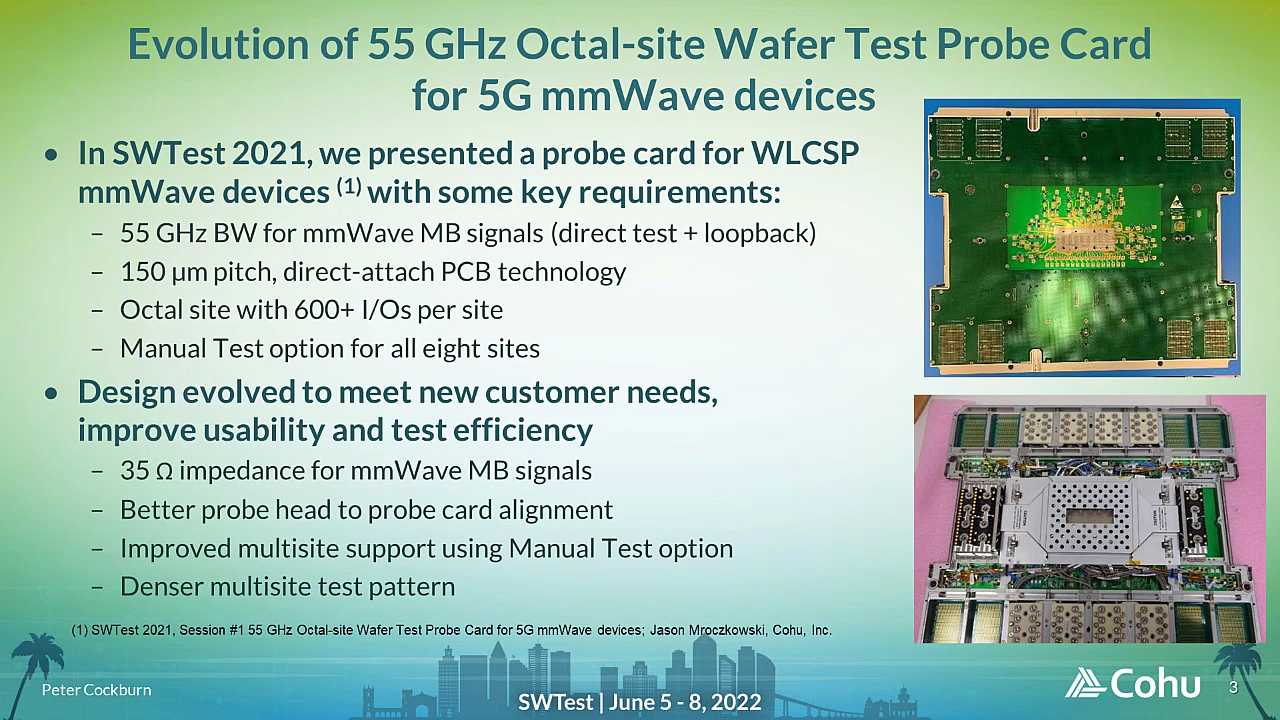 Evolution of 55 GHz Octal-site Wafer Test Probe Card
for 5G mmWave devices
• In SWTest 2021, we presented a probe card for WLCSP
mmWave devices (1) with some key requirements:
– 55 GHz BW for mmWave MB signals (direct test + loopback)
– 150 µm pitch, direct-attach PCB technology
– Octal site with 600+ I/Os per site
– Manual Test option for all eight sites
• Design evolved to meet new customer needs,
improve usability and test efficiency
– 35 Ω impedance for mmWave MB signals
– Better probe head to probe card alignment
– Improved multisite support using Manual Test option
– Denser multisite test pattern
(1) SWTest 2021, Session #1 55 GHz Octal-site Wafer Test Probe Card for 5G mmWave devices; Jason Mroczkowski, Cohu, Inc.
Peter Cockburn
SWTest | June 5 - 8, 2022
Cohu
3